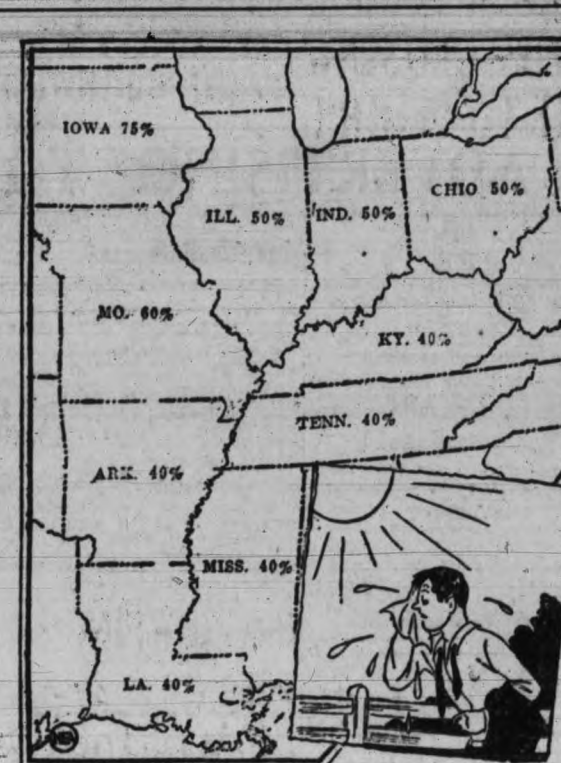 IOWA 75%
ILL. 50%
IND. 50%
OHIO 50%
MO. 60%
KY. 40%
TENN. 40%
ARK. 40%
MISS. 40%
LA. 40%